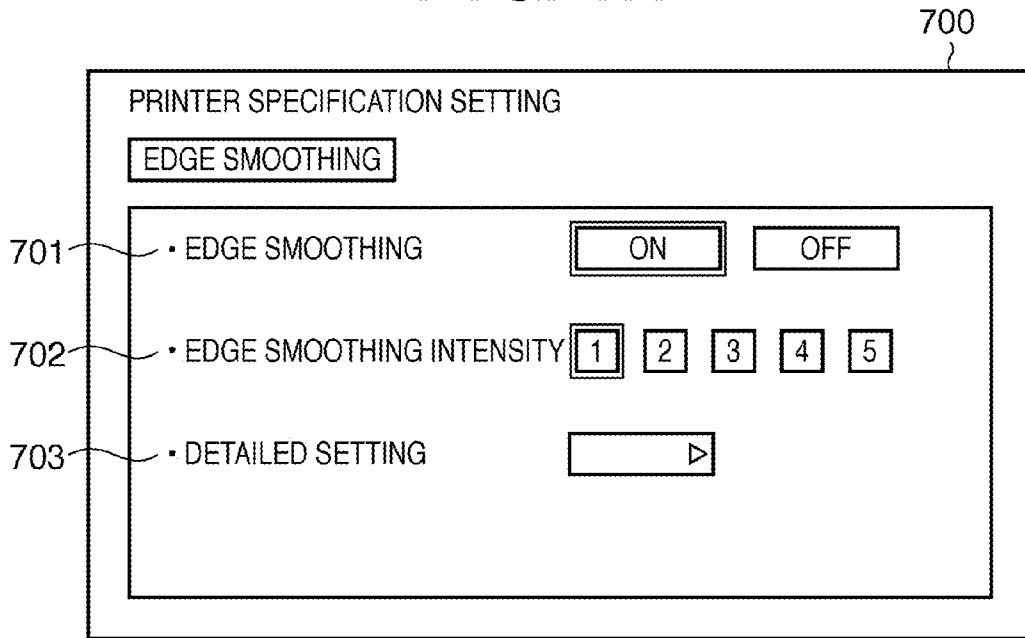 700
PRINTER SPECIFICATION SETTING
EDGE SMOOTHING
701 · EDGE SMOOTHING ON OFF
702 · EDGE SMOOTHING INTENSITY 1 2 3 4 5
703 · DETAILED SETTING